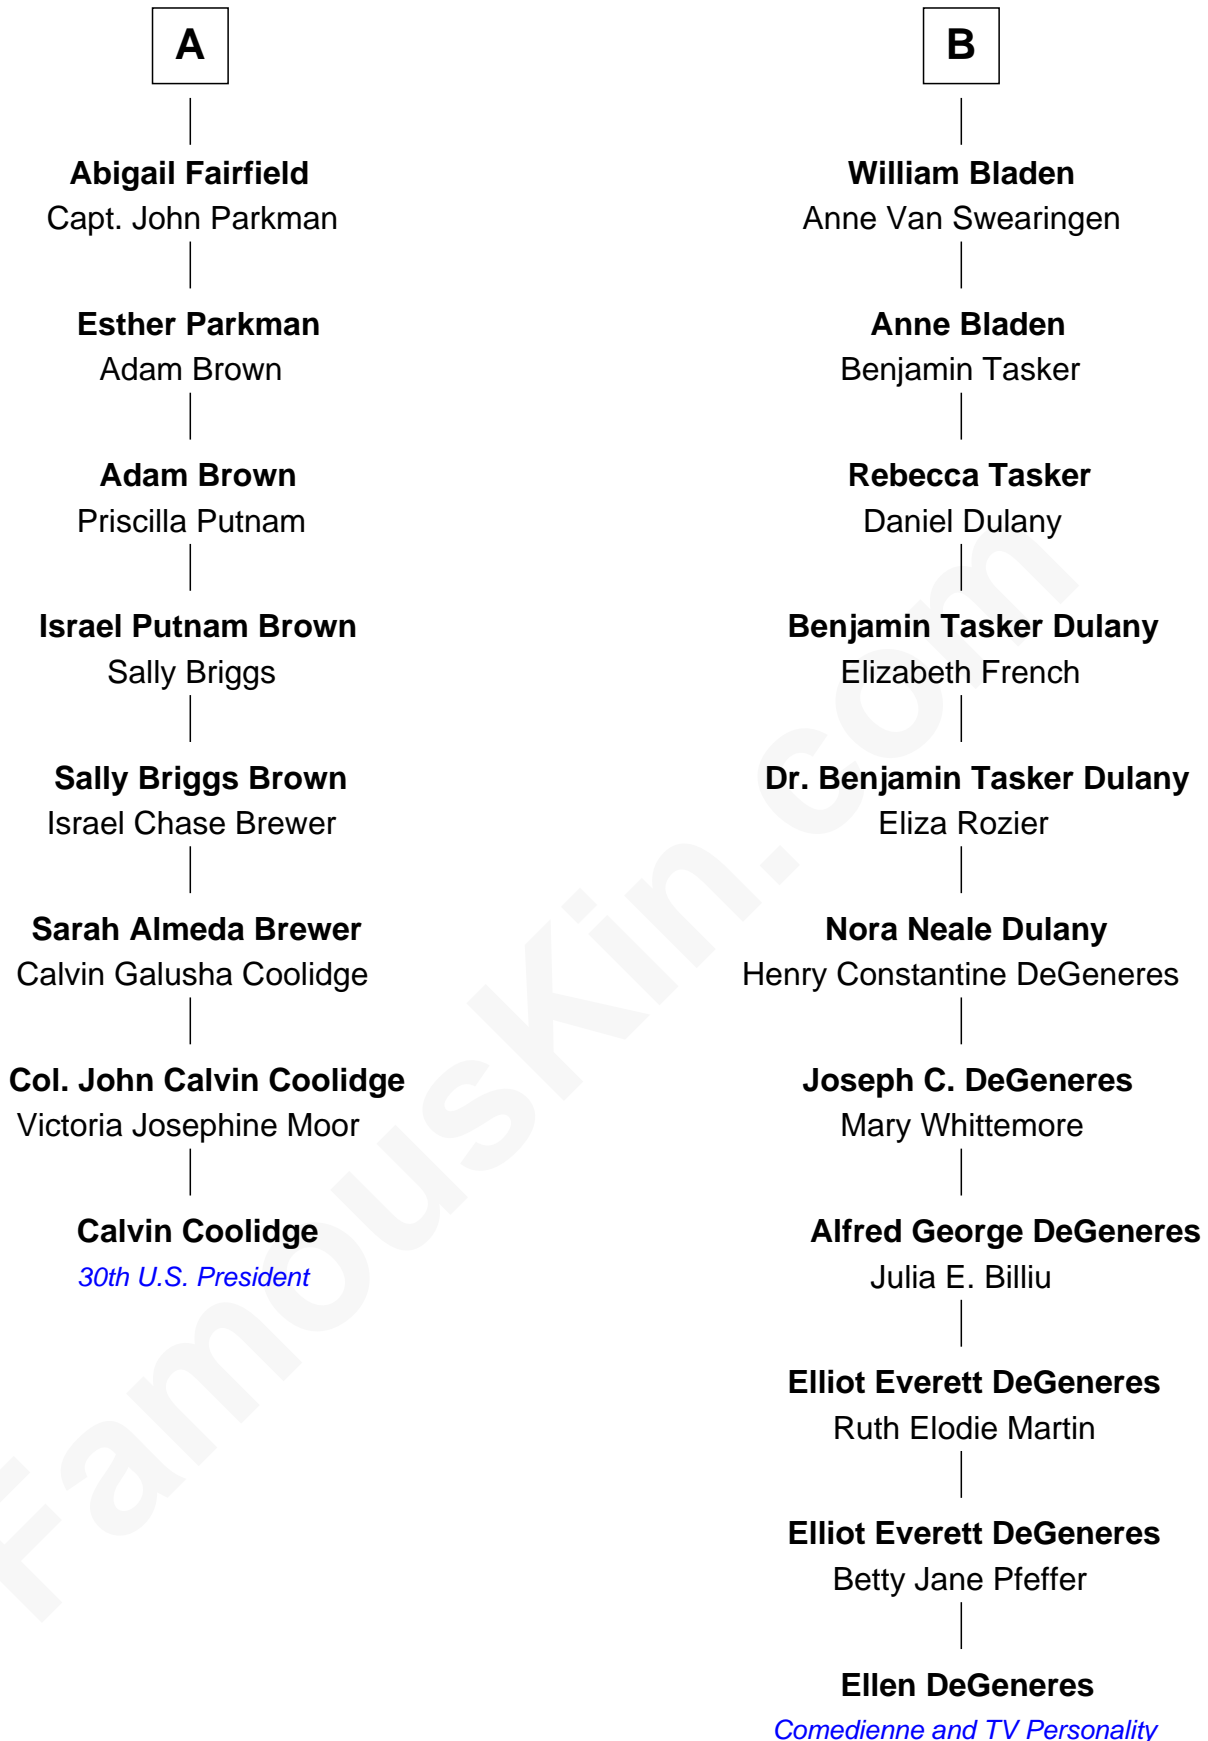 A
Abigail Fairfield
Capt. John Parkman
Esther Parkman
Adam Brown
Adam Brown
Priscilla Putnam
Israel Putnam Brown
Sally Briggs
Sally Briggs Brown
Israel Chase Brewer
Sarah Almeda Brewer
Calvin Galusha Coolidge
Col. John Calvin Coolidge
Victoria Josephine Moor
Calvin Coolidge
30th U.S. President
B
William Bladen
Anne Van Swearingen
Anne Bladen
Benjamin Tasker
Rebecca Tasker
Daniel Dulany
Benjamin Tasker Dulany
Elizabeth French
Dr. Benjamin Tasker Dulany
Eliza Rozier
Nora Neale Dulany
Henry Constantine DeGeneres
Joseph C. DeGeneres
Mary Whittemore
Alfred George DeGeneres
Julia E. Billiu
Elliot Everett DeGeneres
Ruth Elodie Martin
Elliot Everett DeGeneres
Betty Jane Pfeffer
Ellen DeGeneres
Comedienne and TV Personality
FamousKin.com